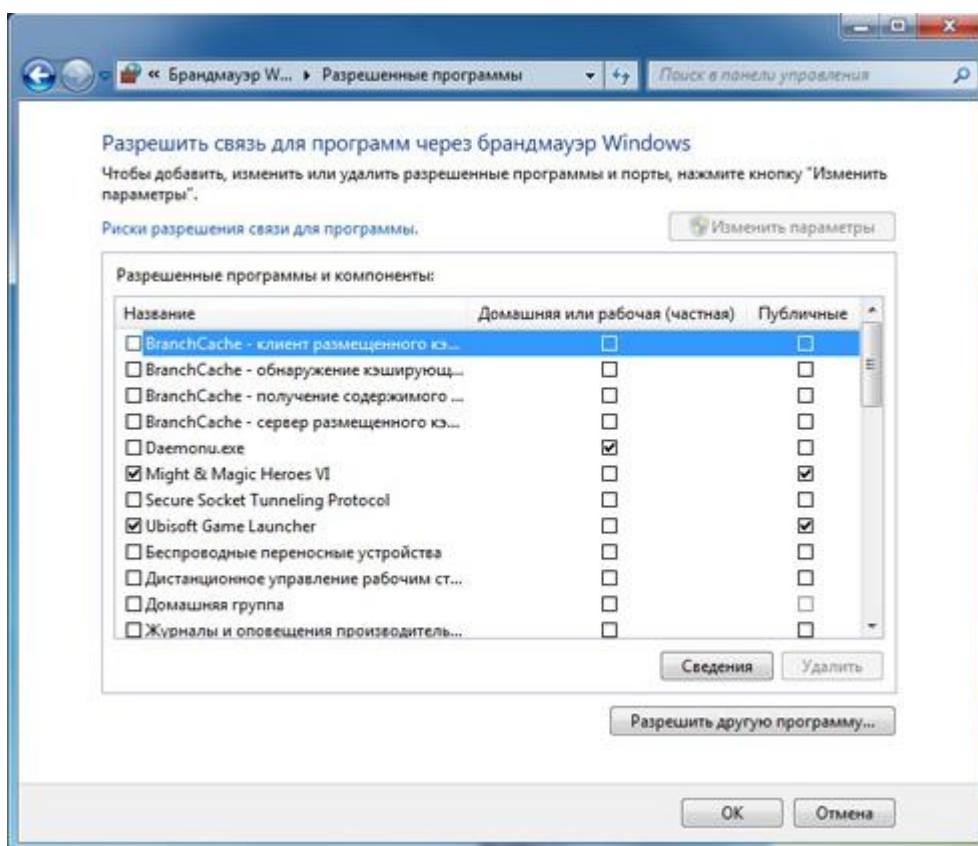 « Брандмауэр W... ▸ Разрешенные программы
Поиск в панели управления
Разрешить связь для программ через брандмауэр Windows
Чтобы добавить, изменить или удалить разрешенные программы и порты, нажмите кнопку "Изменить
параметры".
Риски разрешения связи для программы.
Изменить параметры
Разрешенные программы и компоненты:
Название Домашняя или рабочая (частная) Публичные
BranchCache - клиент размещенного кэ...
BranchCache - обнаружение кэширующ...
BranchCache - получение содержимого ...
BranchCache - сервер размещенного кэ...
Daemonu.exe
Might & Magic Heroes VI
Secure Socket Tunneling Protocol
Ubisoft Game Launcher
Беспроводные переносные устройства
Дистанционное управление рабочим ст...
Домашняя группа
Журналы и оповещения производитель...
Сведения Удалить
Разрешить другую программу...
ОК Отмена